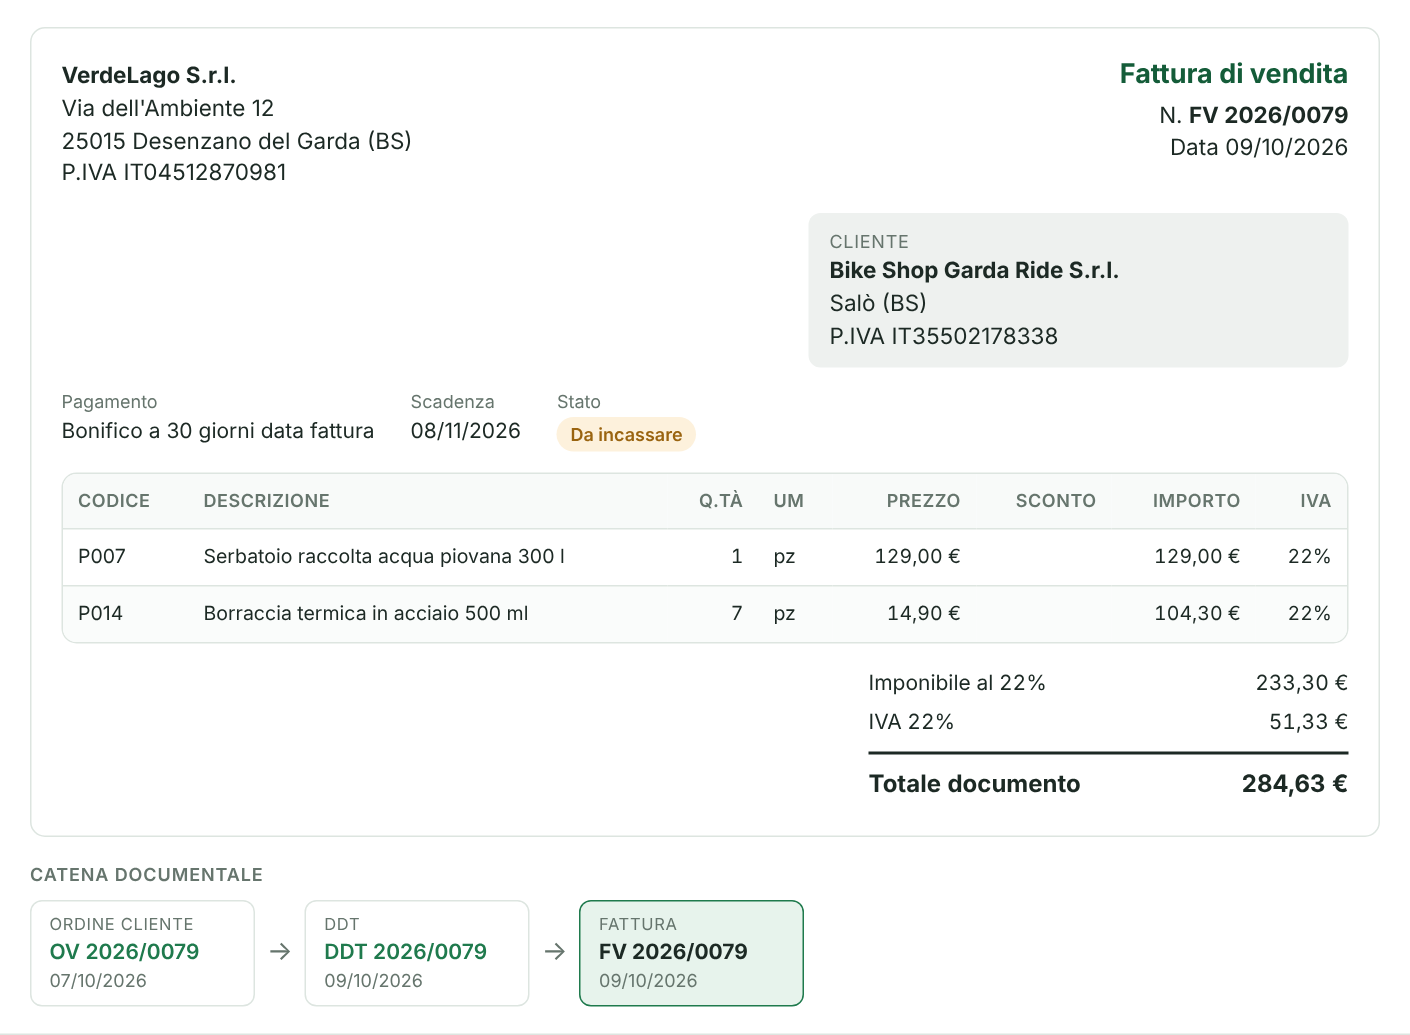 VerdeLago S.r.l.
Via dell'Ambiente 12
25015 Desenzano del Garda (BS)
P.IVA IT04512870981
Fattura di vendita
N. FV 2026/0079
Data 09/10/2026
CLIENTE
Bike Shop Garda Ride S.r.l.
Salò (BS)
P.IVA IT35502178338
Pagamento Scadenza Stato
Bonifico a 30 giorni data fattura 08/11/2026 Da incassare
CODICE DESCRIZIONE Q.TÀ UM PREZZO SCONTO IMPORTO IVA
P007 Serbatoio raccolta acqua piovana 300 l 1 pz 129,00 € 129,00 € 22%
P014 Borraccia termica in acciaio 500 ml 7 pz 14,90 € 104,30 € 22%
Imponibile al 22% 233,30 €
IVA 22% 51,33 €
Totale documento 284,63 €
CATENA DOCUMENTALE
ORDINE CLIENTE
OV 2026/0079
07/10/2026
→
DDT
DDT 2026/0079
09/10/2026
→
FATTURA
FV 2026/0079
09/10/2026